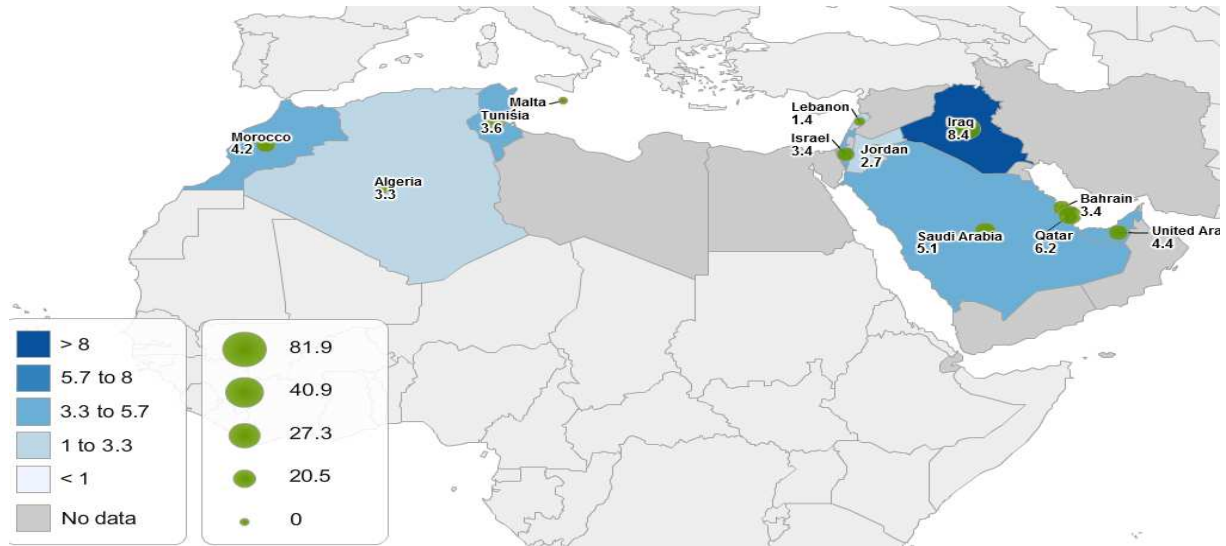 Malta
Tunisia
3.6
Morocco
4.2
Algeria
3.3
Lebanon
1.4
Israel
3.4
Jordan
2.7
Iraq
8.4
Bahrain
3.4
Saudi Arabia
5.1
Qatar
6.2
United Ara
4.4
> 8
5.7 to 8
3.3 to 5.7
1 to 3.3
< 1
No data
81.9
40.9
27.3
20.5
0